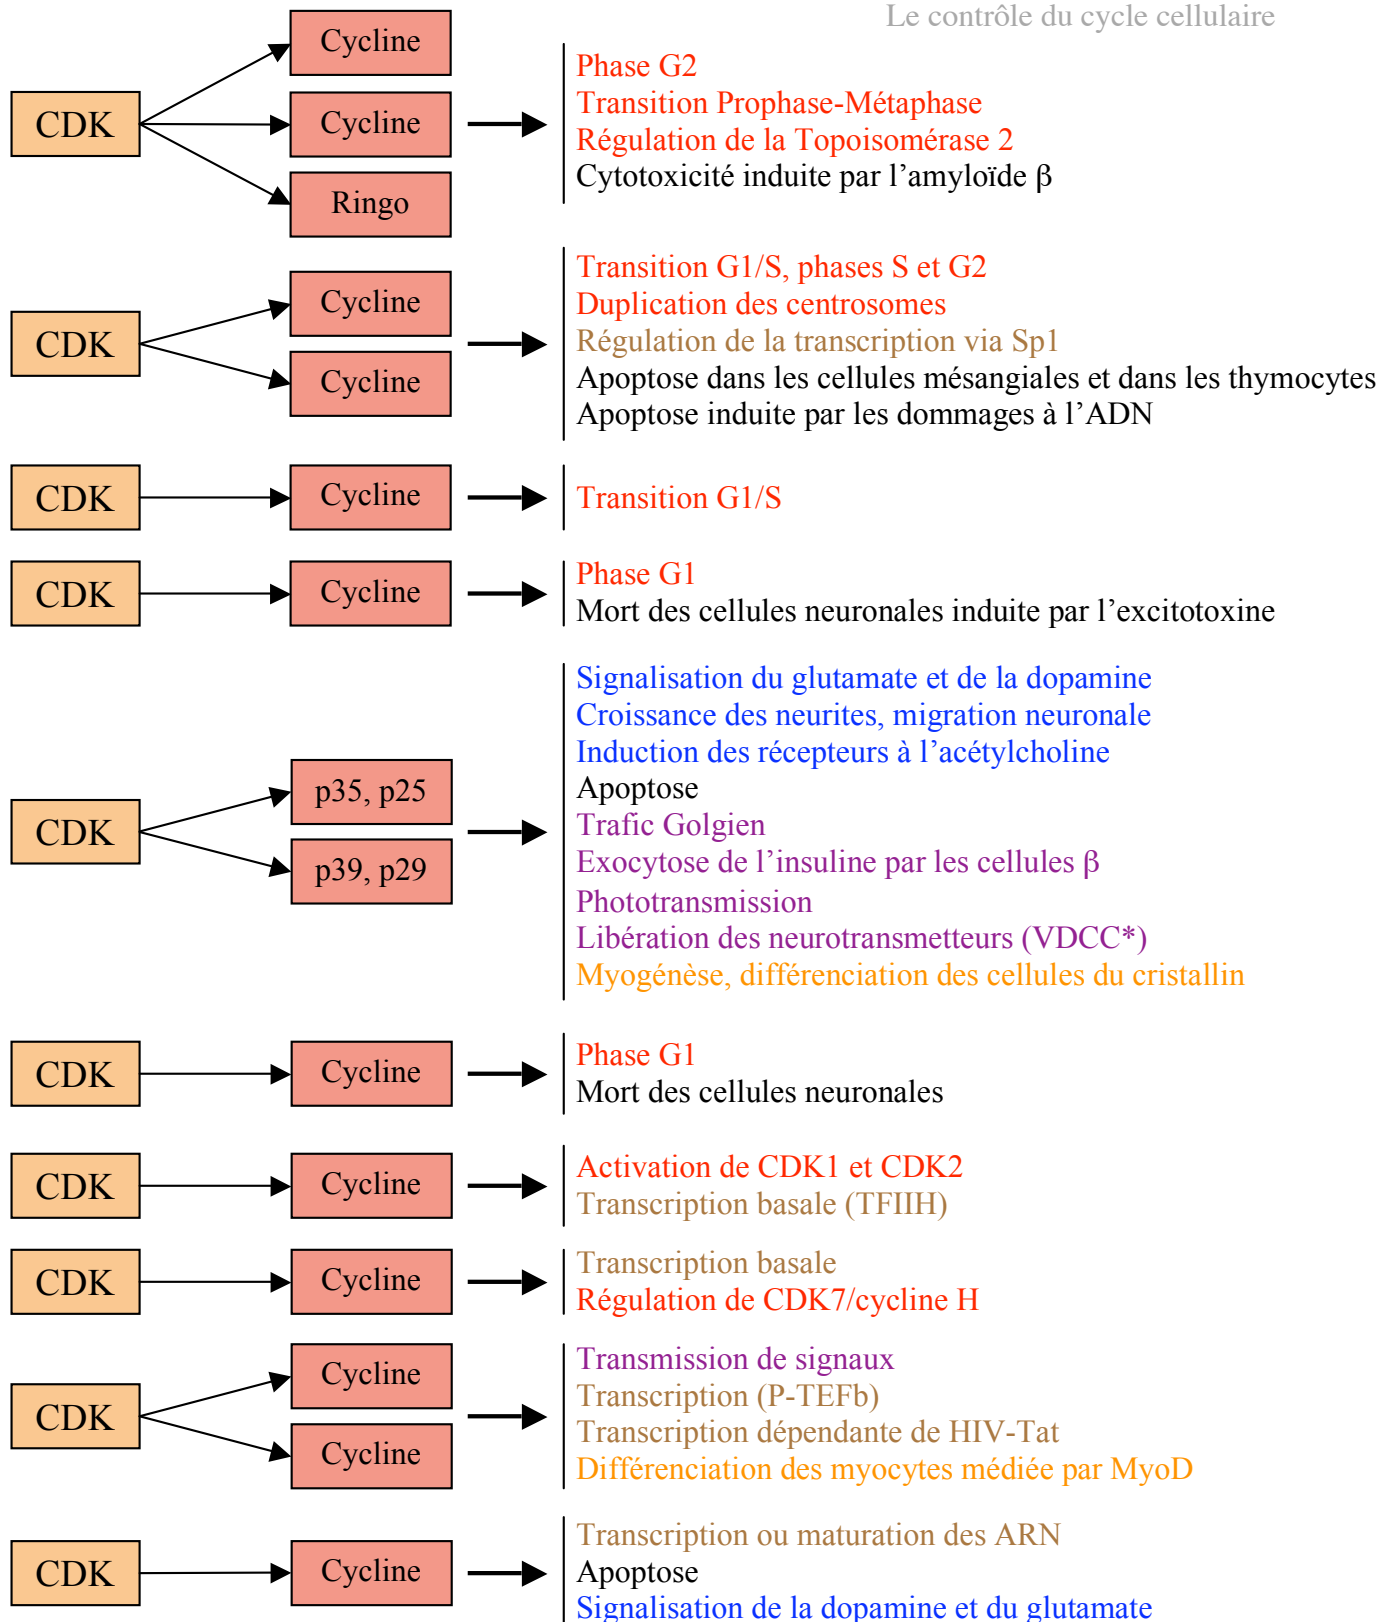 Le contrôle du cycle cellulaire
CDK
Cycline
Cycline
Ringo
Phase G2
Transition Prophase-Métaphase
Régulation de la Topoisomérase 2
Cytotoxicité induite par l’amyloïde β
CDK
Cycline
Cycline
Transition G1/S, phases S et G2
Duplication des centrosomes
Régulation de la transcription via Sp1
Apoptose dans les cellules mésangiales et dans les thymocytes
Apoptose induite par les dommages à l’ADN
CDK
Cycline
Transition G1/S
CDK
Cycline
Phase G1
Mort des cellules neuronales induite par l’excitotoxine
CDK
p35, p25
p39, p29
Signalisation du glutamate et de la dopamine
Croissance des neurites, migration neuronale
Induction des récepteurs à l’acétylcholine
Apoptose
Trafic Golgien
Exocytose de l’insuline par les cellules β
Phototransmission
Libération des neurotransmetteurs (VDCC*)
Myogénèse, différenciation des cellules du cristallin
CDK
Cycline
Phase G1
Mort des cellules neuronales
CDK
Cycline
Activation de CDK1 et CDK2
Transcription basale (TFIIH)
CDK
Cycline
Transcription basale
Régulation de CDK7/cycline H
CDK
Cycline
Cycline
Transmission de signaux
Transcription (P-TEFb)
Transcription dépendante de HIV-Tat
Différenciation des myocytes médiée par MyoD
CDK
Cycline
Transcription ou maturation des ARN
Apoptose
Signalisation de la dopamine et du glutamate